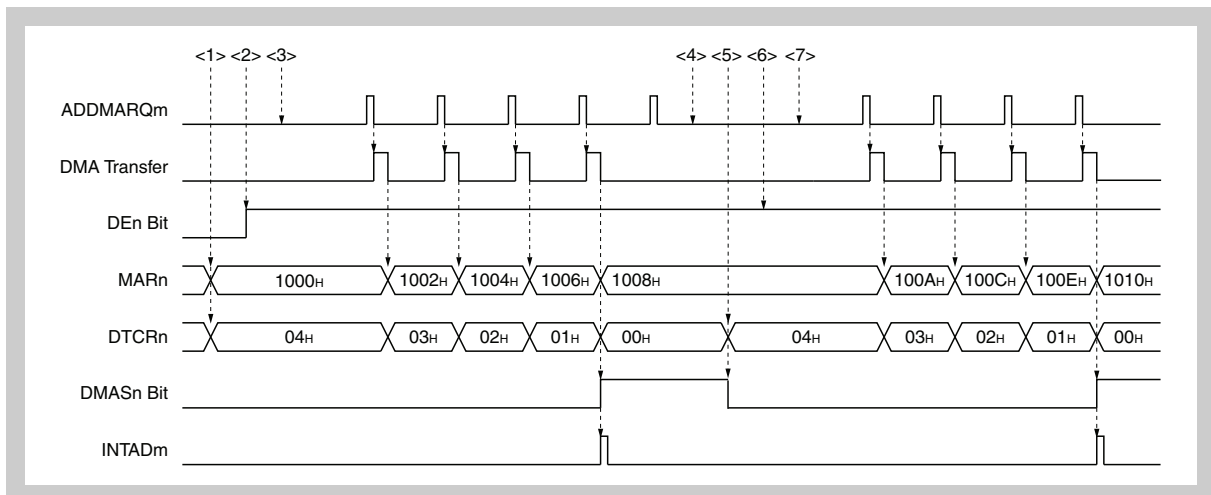 <1> <2> <3> <4> <5> <6> <7>
ADDMARQm
DMA Transfer
DEn Bit
MARn 1000H 1002H 1004H 1006H 1008H 100AH 100CH 100EH 1010H
DTCRn 04H 03H 02H 01H 00H 04H 03H 02H 01H 00H
DMASn Bit
INTADm